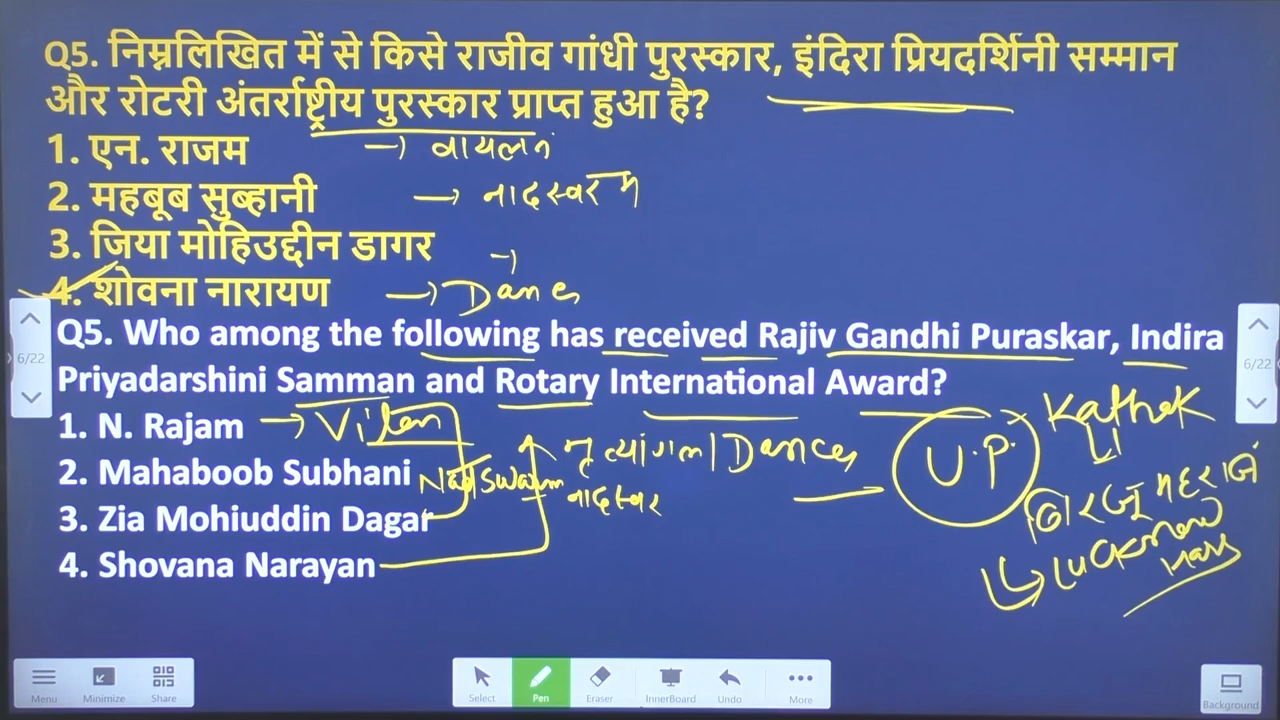 Q5. निम्नलिखित में से किसे राजीव गांधी पुरस्कार, इंदिरा प्रियदर्शिनी सम्मान
और रोटरी अंतर्राष्ट्रीय पुरस्कार प्राप्त हुआ है?
1. एन. राजम → वायलन
2. महबूब सुब्हानी → नादस्वरम
3. जिया मोहिउद्दीन डागर →
4. शोवना नारायण → Dance
Q5. Who among the following has received Rajiv Gandhi Puraskar, Indira
6/22
6/22
Priyadarshini Samman and Rotary International Award?
1. N. Rajam →
Kathak
2. Mahaboob Subhani
Dances
U.P.
नादस्वर
3. Zia Mohiuddin Dagar
4. Shovana Narayan
Lucknow
Menu
Minimize
Share
Select
Pen
Eraser
InnerBoard
Undo
More
Background